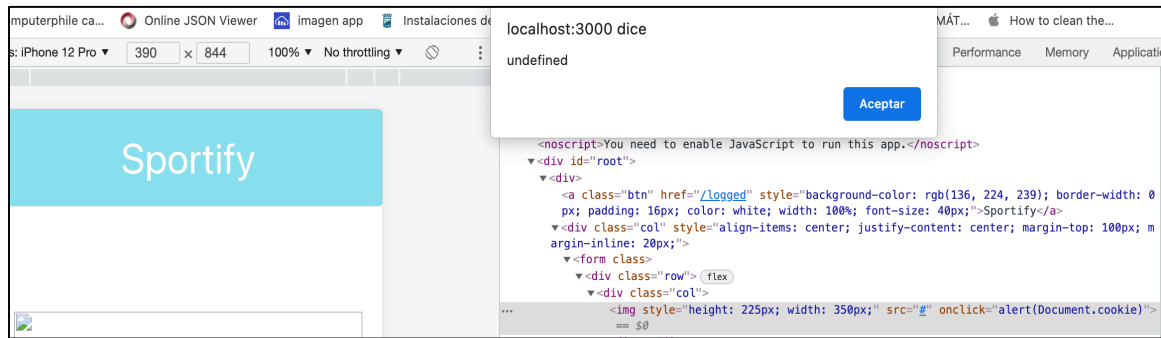 mputerphile ca... Online JSON Viewer imagen app Instalaciones de MÁT... How to clean the...
localhost:3000 dice
undefined
Aceptar
s: iPhone 12 Pro ▼ 390 x 844 100% ▼ No throttling ▼ Performance Memory Applicati
Sportify
<noscript>You need to enable JavaScript to run this app.</noscript>
▼<div id="root">
▼<div>
<a class="btn" href="/logged" style="background-color: rgb(136, 224, 239); border-width: 0
px; padding: 16px; color: white; width: 100%; font-size: 40px;">Sportify</a>
▼<div class="col" style="align-items: center; justify-content: center; margin-top: 100px; m
argin-inline: 20px;">
▼<form class>
▼<div class="row"> flex
▼<div class="col">
<img style="height: 225px; width: 350px;" src="#" onclick="alert(Document.cookie)">
== $0